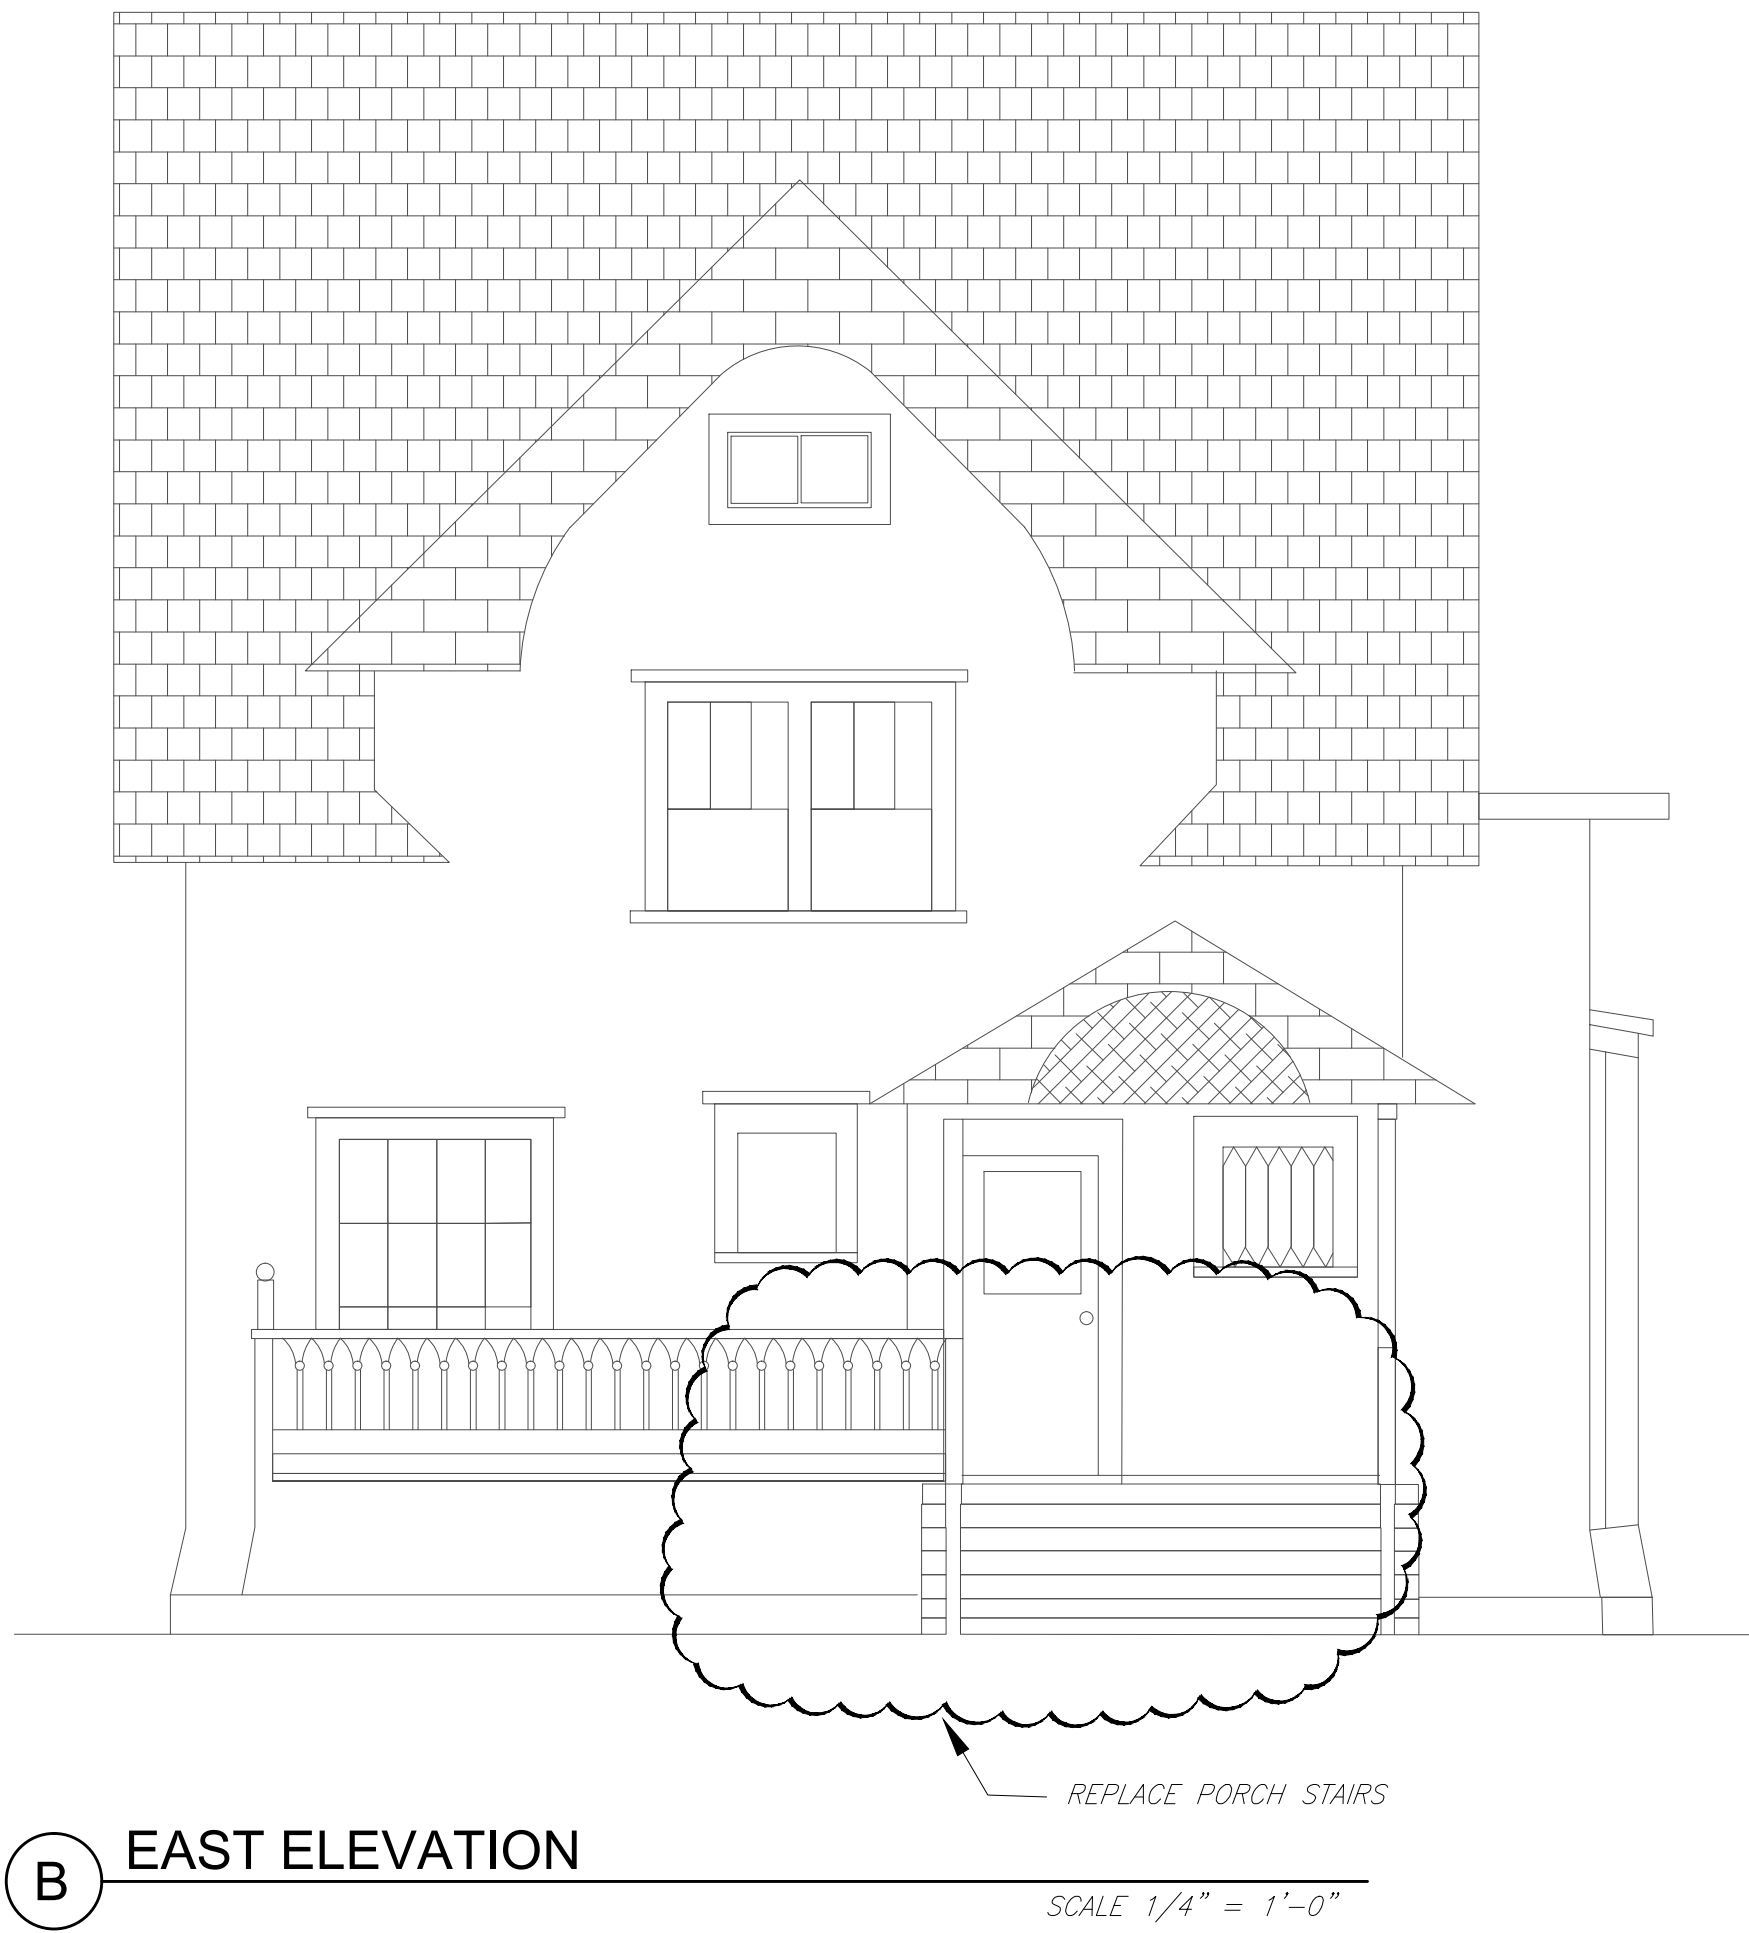 REPLACE PORCH STAIRS
B
EAST ELEVATION
SCALE 1/4" = 1'-0"